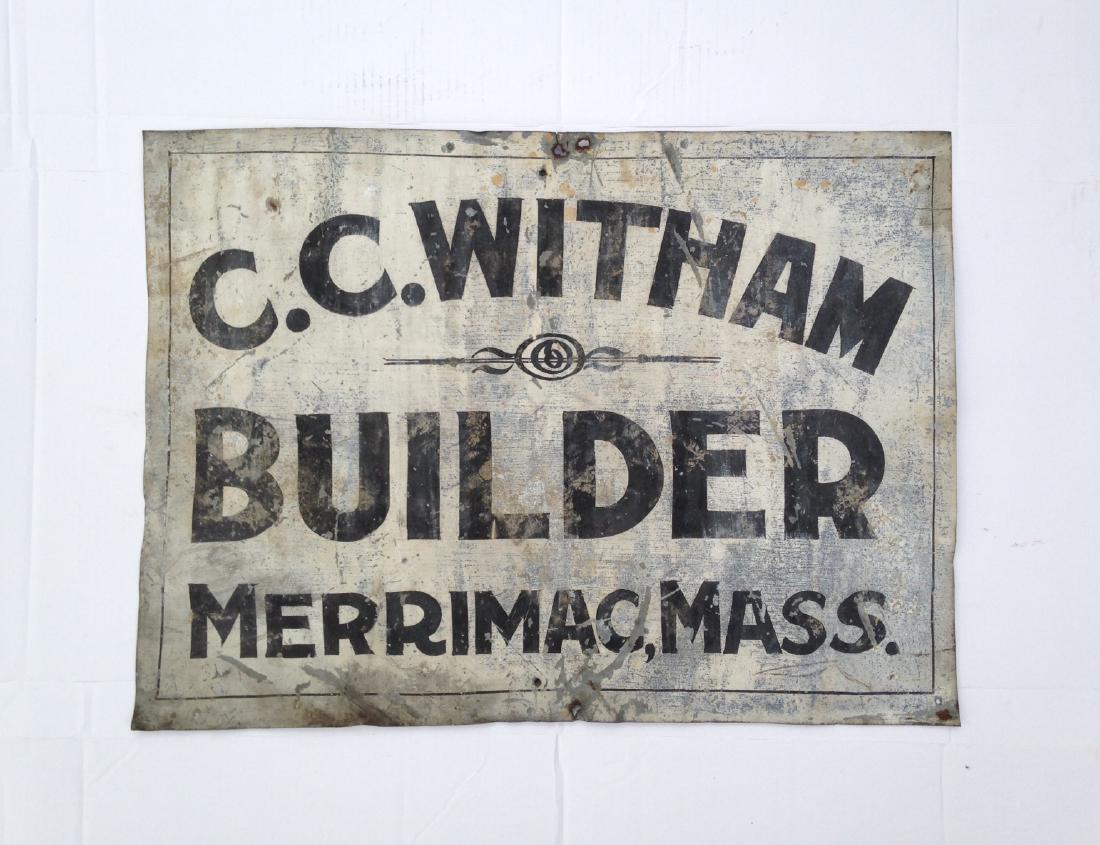 C.C. WITHAM
BUILDER
MERRIMAC, MASS.